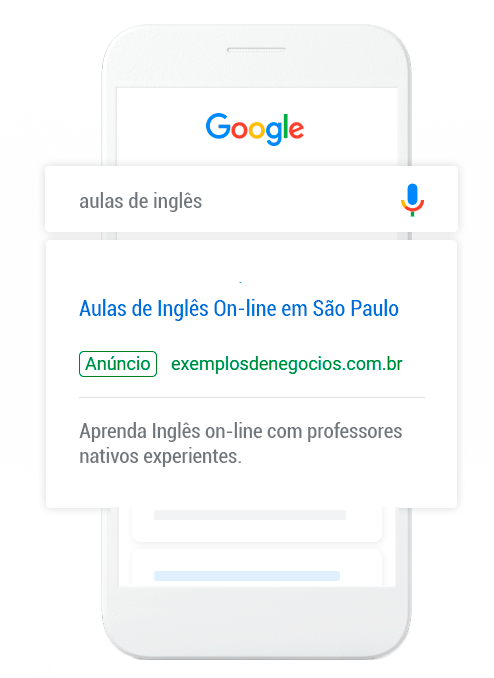 Google
aulas de inglês
Aulas de Inglês On-line em São Paulo
Anúncio exemplosdenegocios.com.br
Aprenda Inglês on-line com professores
nativos experientes.